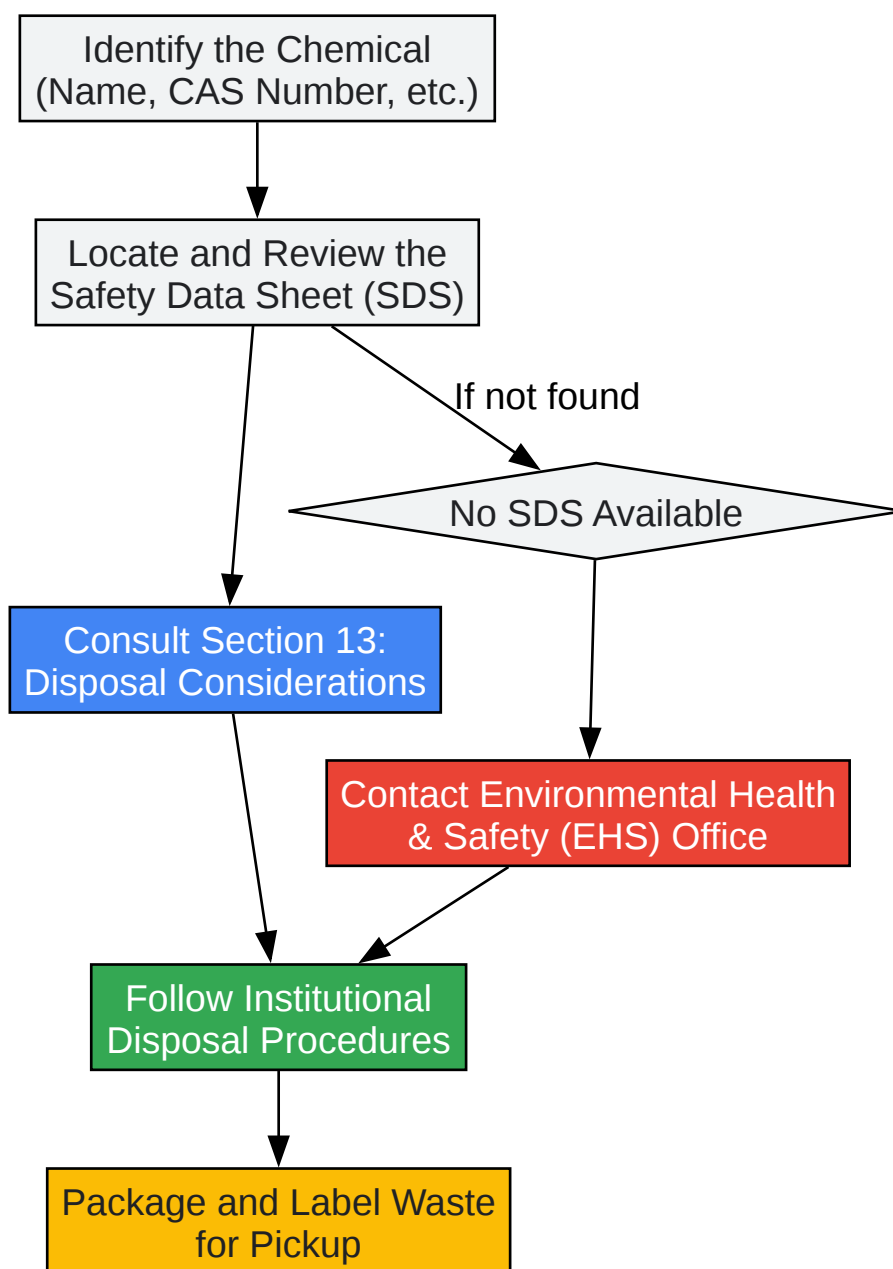 Identify the Chemical
(Name, CAS Number, etc.)
Locate and Review the
Safety Data Sheet (SDS)
If not found
No SDS Available
Consult Section 13:
Disposal Considerations
Contact Environmental Health
& Safety (EHS) Office
Follow Institutional
Disposal Procedures
Package and Label Waste
for Pickup